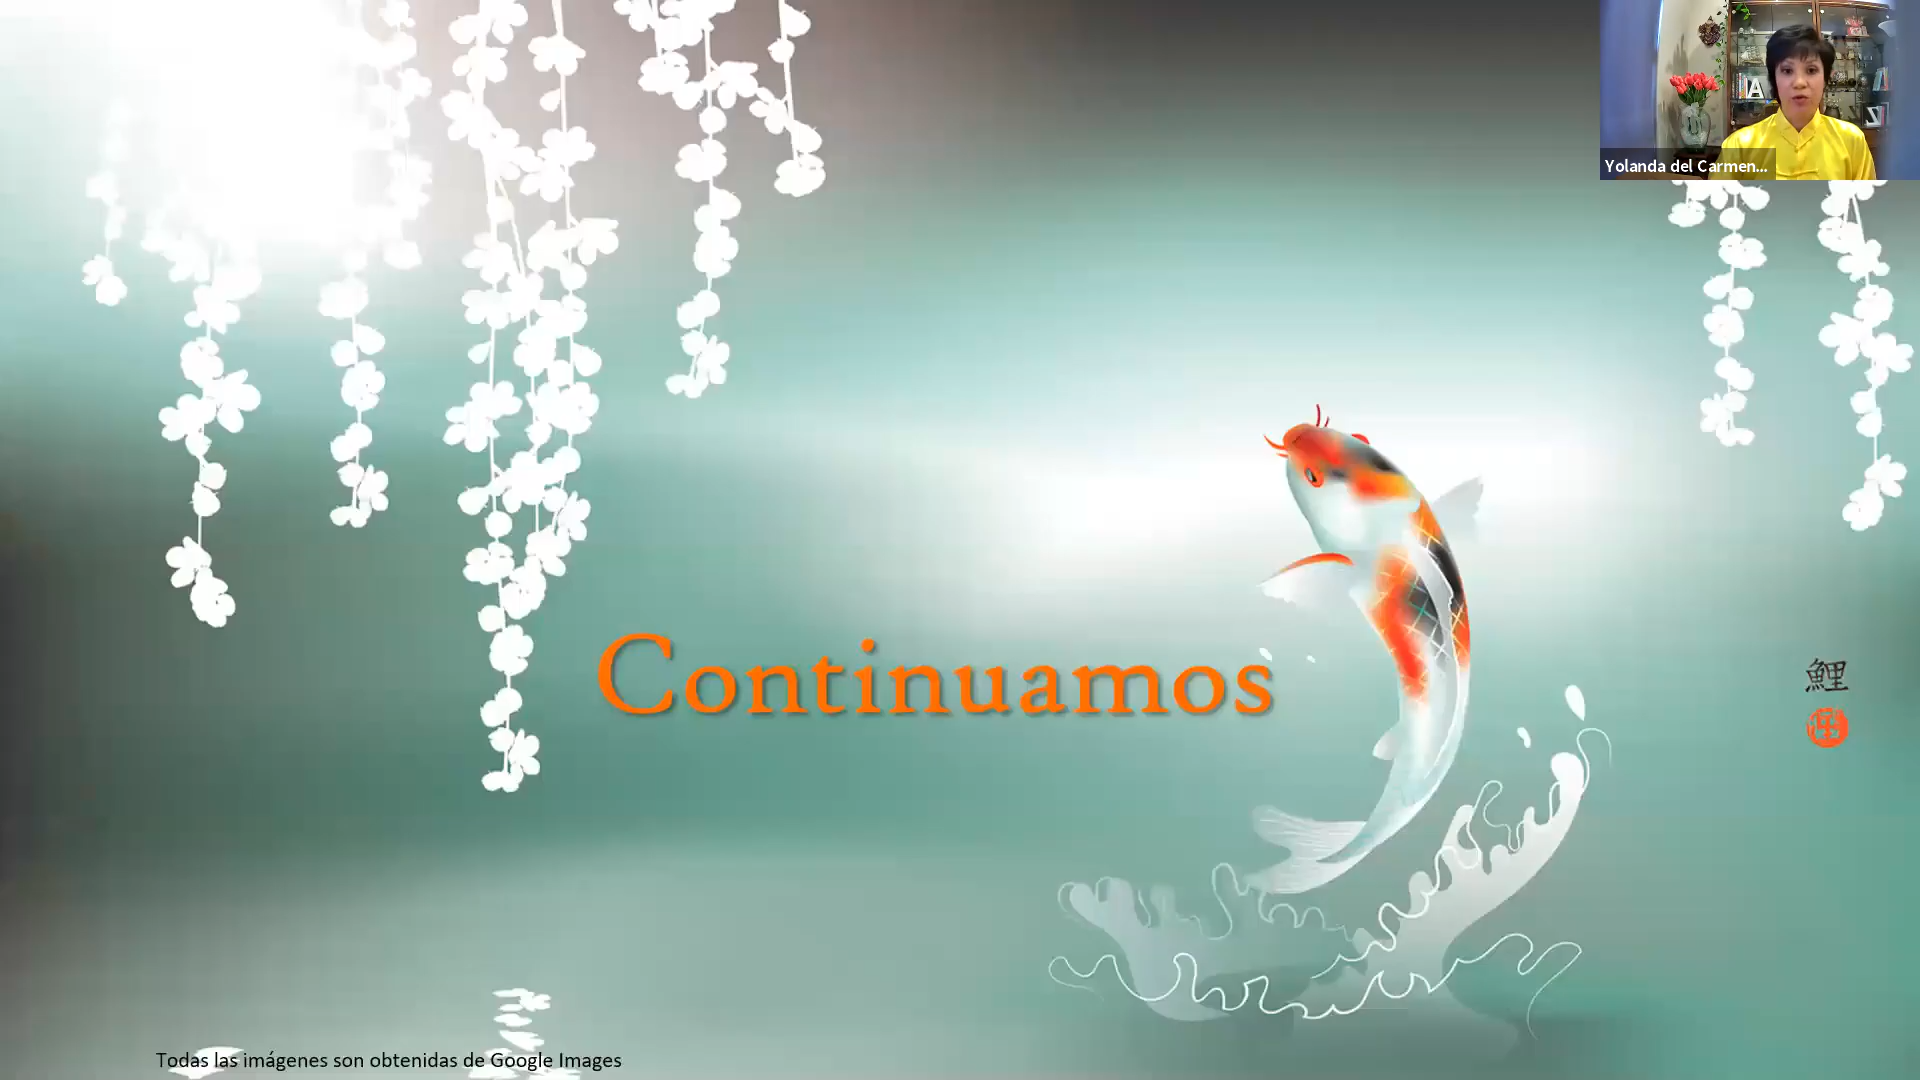 Yolanda del Carmen...
Continuamos
鯉
Todas las imágenes son obtenidas de Google Images